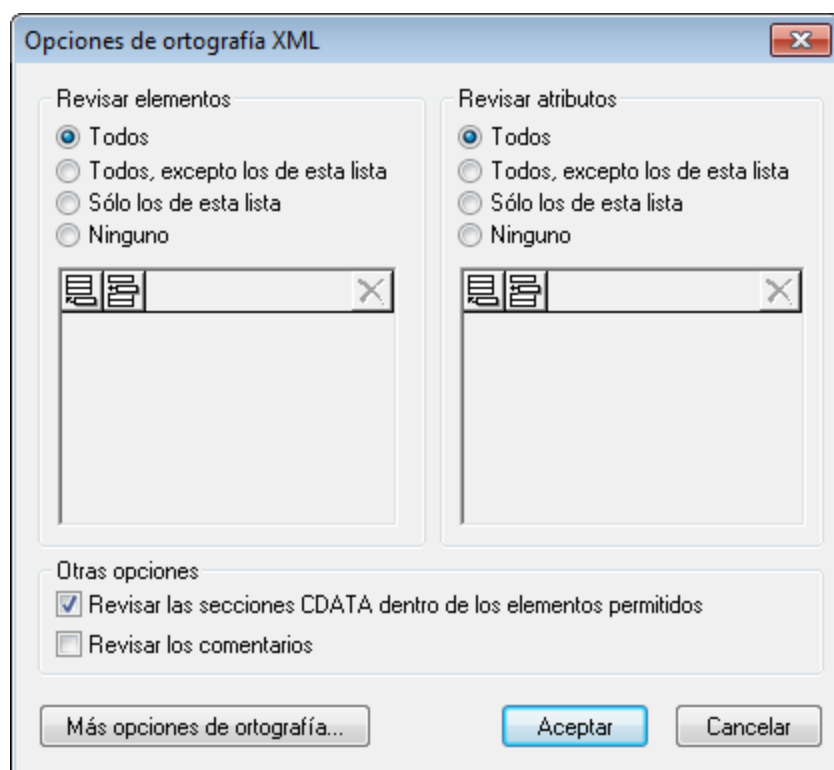 Opciones de ortografía XML
Revisar elementos
Todos
Todos, excepto los de esta lista
Sólo los de esta lista
Ninguno
Revisar atributos
Todos
Todos, excepto los de esta lista
Sólo los de esta lista
Ninguno
Otras opciones
Revisar las secciones CDATA dentro de los elementos permitidos
Revisar los comentarios
Más opciones de ortografía...
Aceptar
Cancelar